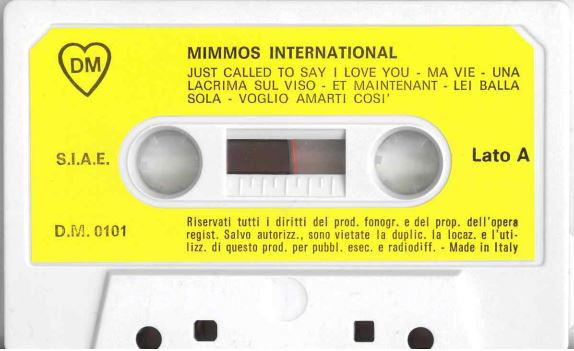 DM
MIMMOS INTERNATIONAL
JUST CALLED TO SAY I LOVE YOU - MA VIE - UNA
LACRIMA SUL VISO - ET MAINTENANT - LEI BALLA
SOLA - VOGLIO AMARTI COSI'
S.I.A.E.
Lato A
D.M. 0101
Riservati tutti i diritti del prod. fonogr. e del prop. dell'opera
regist. Salvo autorizz., sono vietate la duplic. la locaz. e l'uti-
lizz. di questo prod. per pubbl. esec. e radiodiff. - Made in Italy